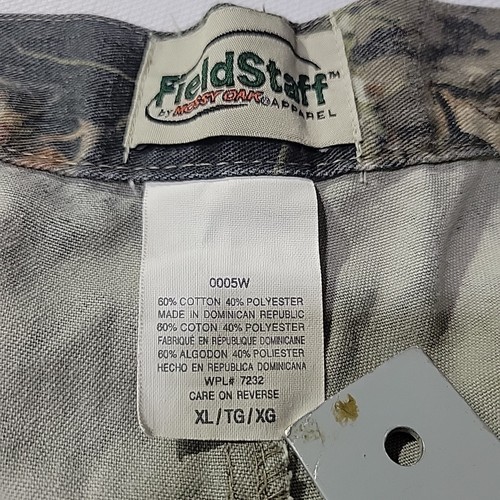 FieldStaff™
by MOSSY OAK® APPAREL
0005W
60% COTTON 40% POLYESTER
MADE IN DOMINICAN REPUBLIC
60% COTON 40% POLYESTER
FABRIQUÉ EN RÉPUBLIQUE DOMINICAINE
60% ALGODON 40% POLIESTER
HECHO EN REPUBLICA DOMINICANA
WPL# 7232
CARE ON REVERSE
XL / TG / XG